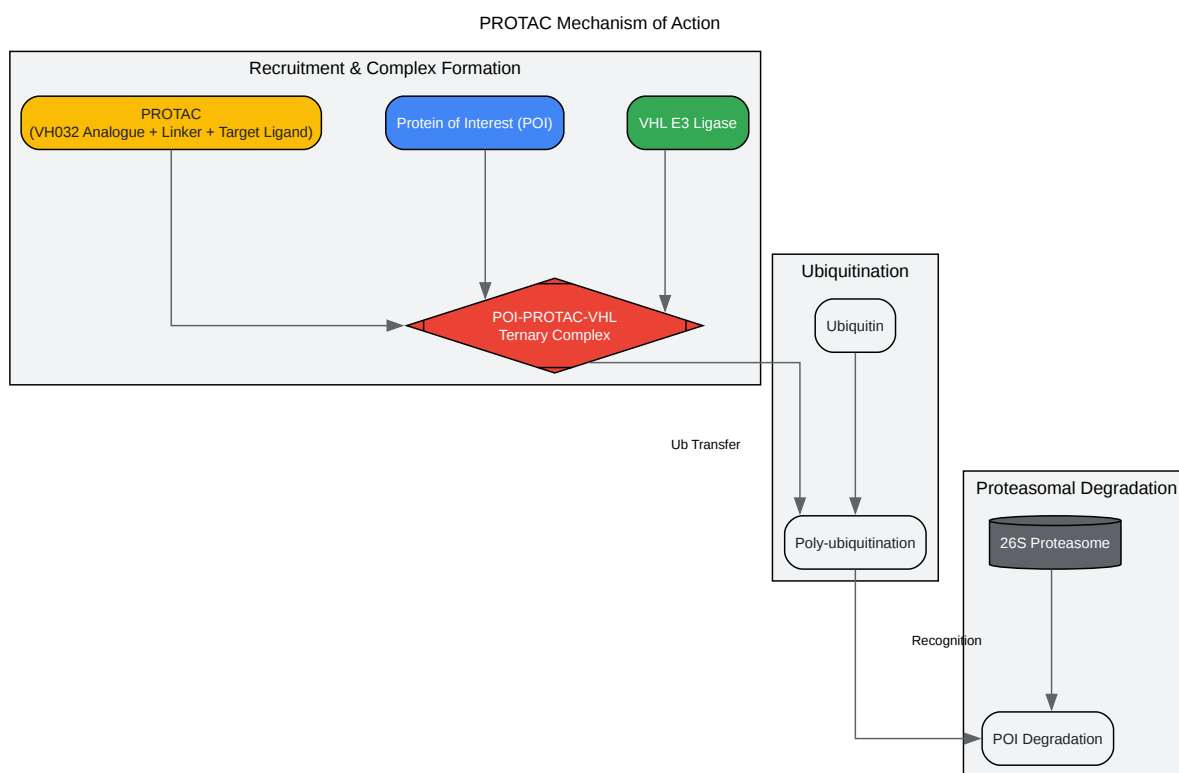 PROTAC Mechanism of Action
Recruitment & Complex Formation
PROTAC
(VH032 Analogue + Linker + Target Ligand)
Protein of Interest (POI)
VHL E3 Ligase
POI-PROTAC-VHL
Ternary Complex
Ubiquitination
Ubiquitin
Ub Transfer
Poly-ubiquitination
Proteasomal Degradation
26S Proteasome
Recognition
POI Degradation